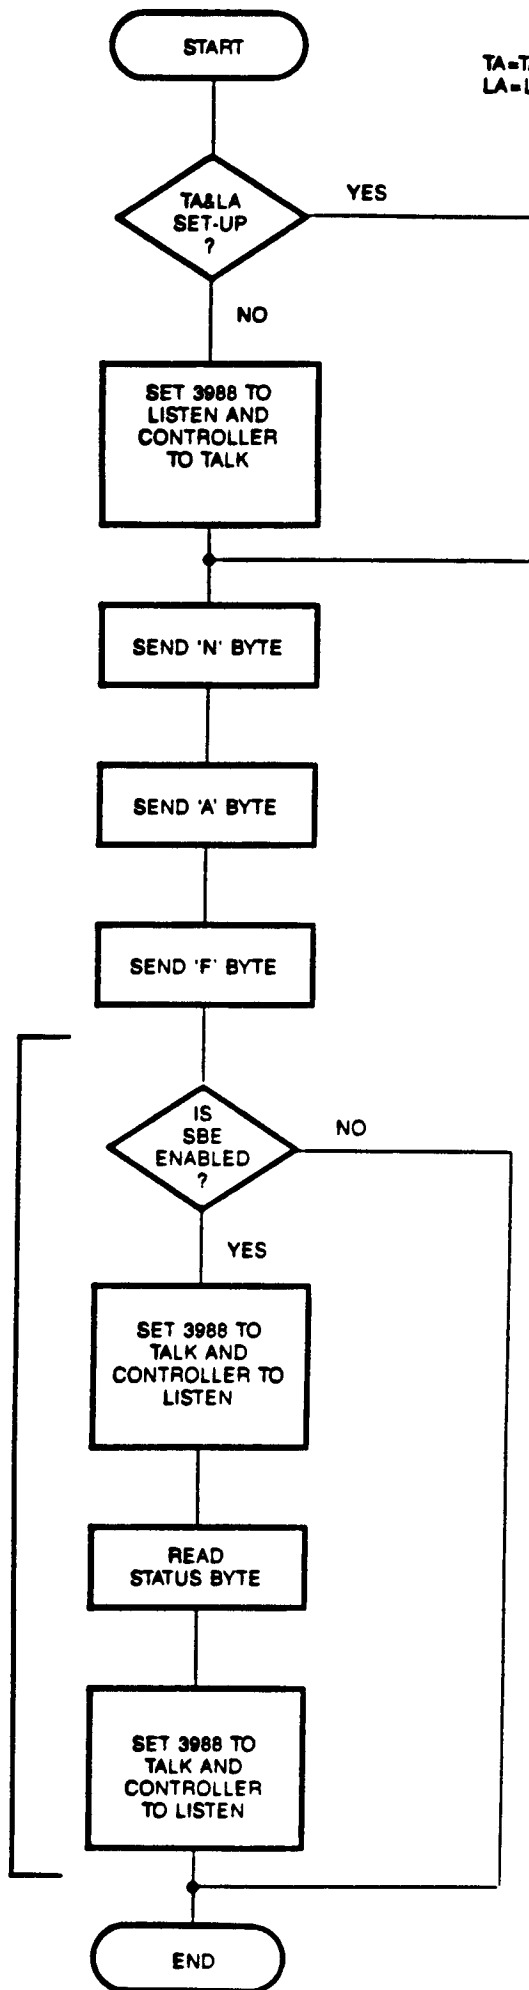 START
TA=T
LA=L
TA&LA
SET-UP
?
YES
NO
SET 3988 TO
LISTEN AND
CONTROLLER
TO TALK
SEND 'N' BYTE
SEND 'A' BYTE
SEND 'F' BYTE
IS
SBE
ENABLED
?
NO
YES
SET 3988 TO
TALK AND
CONTROLLER TO
LISTEN
READ
STATUS BYTE
SET 3988 TO
TALK AND
CONTROLLER
TO LISTEN
END